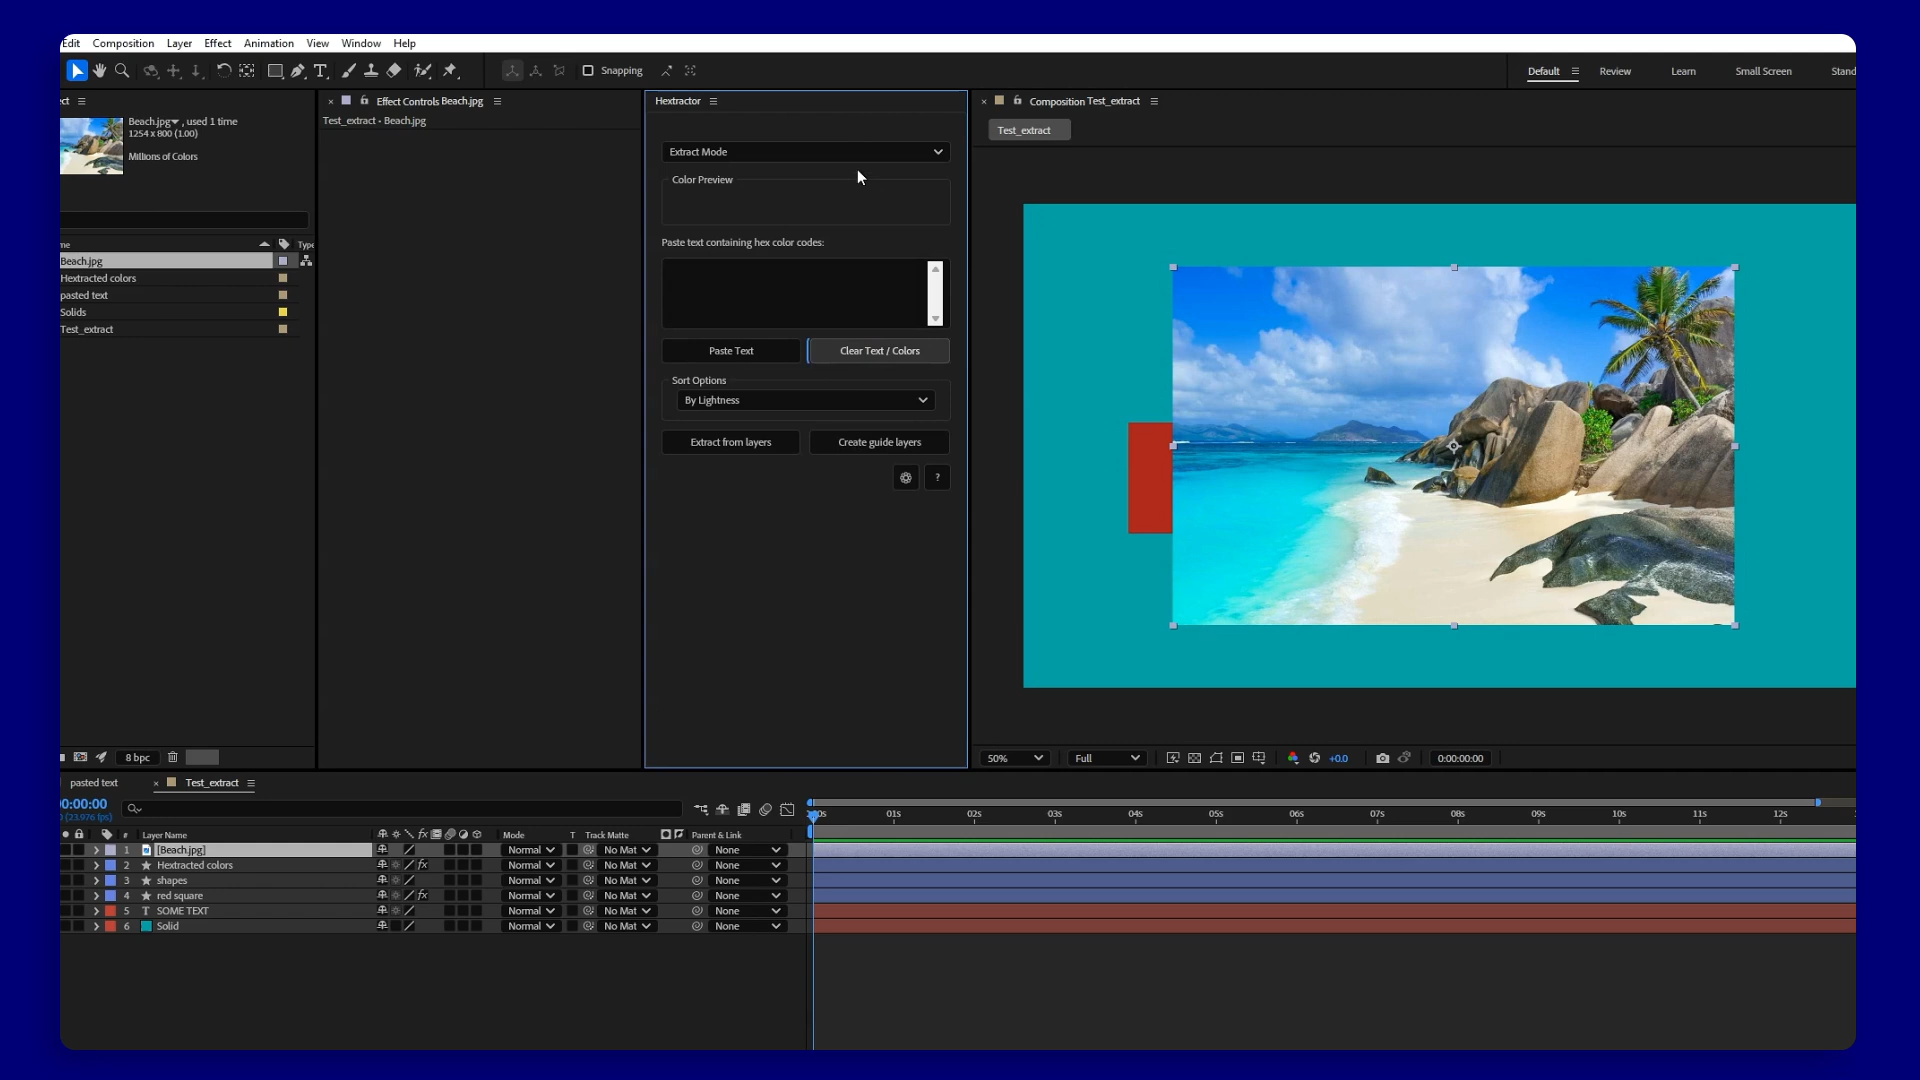 Edit Composition Layer Effect Animation View Window Help
Snapping
Default Review Learn Small Screen Stand
Effect Controls Beach.jpg
Test_extract • Beach.jpg
Beach.jpg , used 1 time
1254 x 800 (1.00)
Millions of Colors
Type
Beach.jpg
Hextracted colors
pasted text
Solids
Test_extract
8 bpc
Hextractor
Extract Mode
Color Preview
Paste text containing hex color codes:
Paste Text Clear Text / Colors
Sort Options
By Lightness
Extract from layers Create guide layers
?
Composition Test_extract
Test_extract
50% Full +0.0 0:00:00:00
pasted text Test_extract
0:00:00
(23.976 fps)
01s 02s 03s 04s 05s 06s 07s 08s 09s 10s 11s 12s
# Layer Name fx Mode T Track Matte Parent & Link
1 [Beach.jpg] Normal No Mat None
2 Hextracted colors fx Normal No Mat None
3 shapes Normal No Mat None
4 red square fx Normal No Mat None
5 T SOME TEXT Normal No Mat None
6 Solid Normal No Mat None